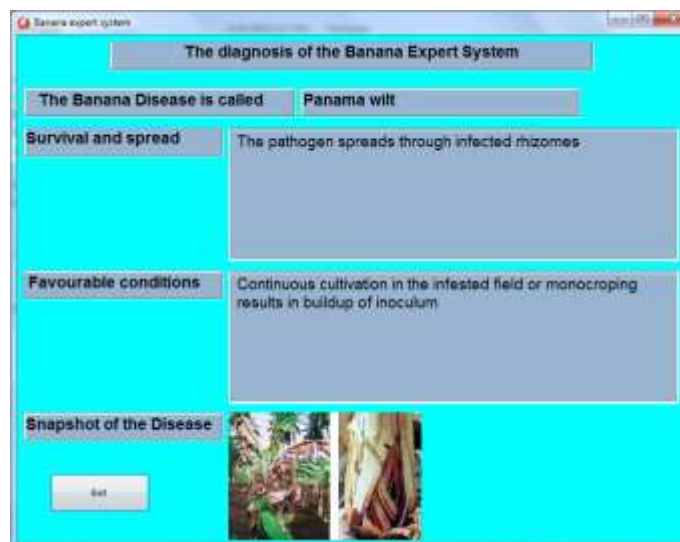 Banana expert system
The diagnosis of the Banana Expert System
The Banana Disease is called
Panama wilt
Survival and spread
The pathogen spreads through infected rhizomes
Favourable conditions
Continuous cultivation in the infested field or monocroping
results in buildup of inoculum
Snapshot of the Disease
Exit